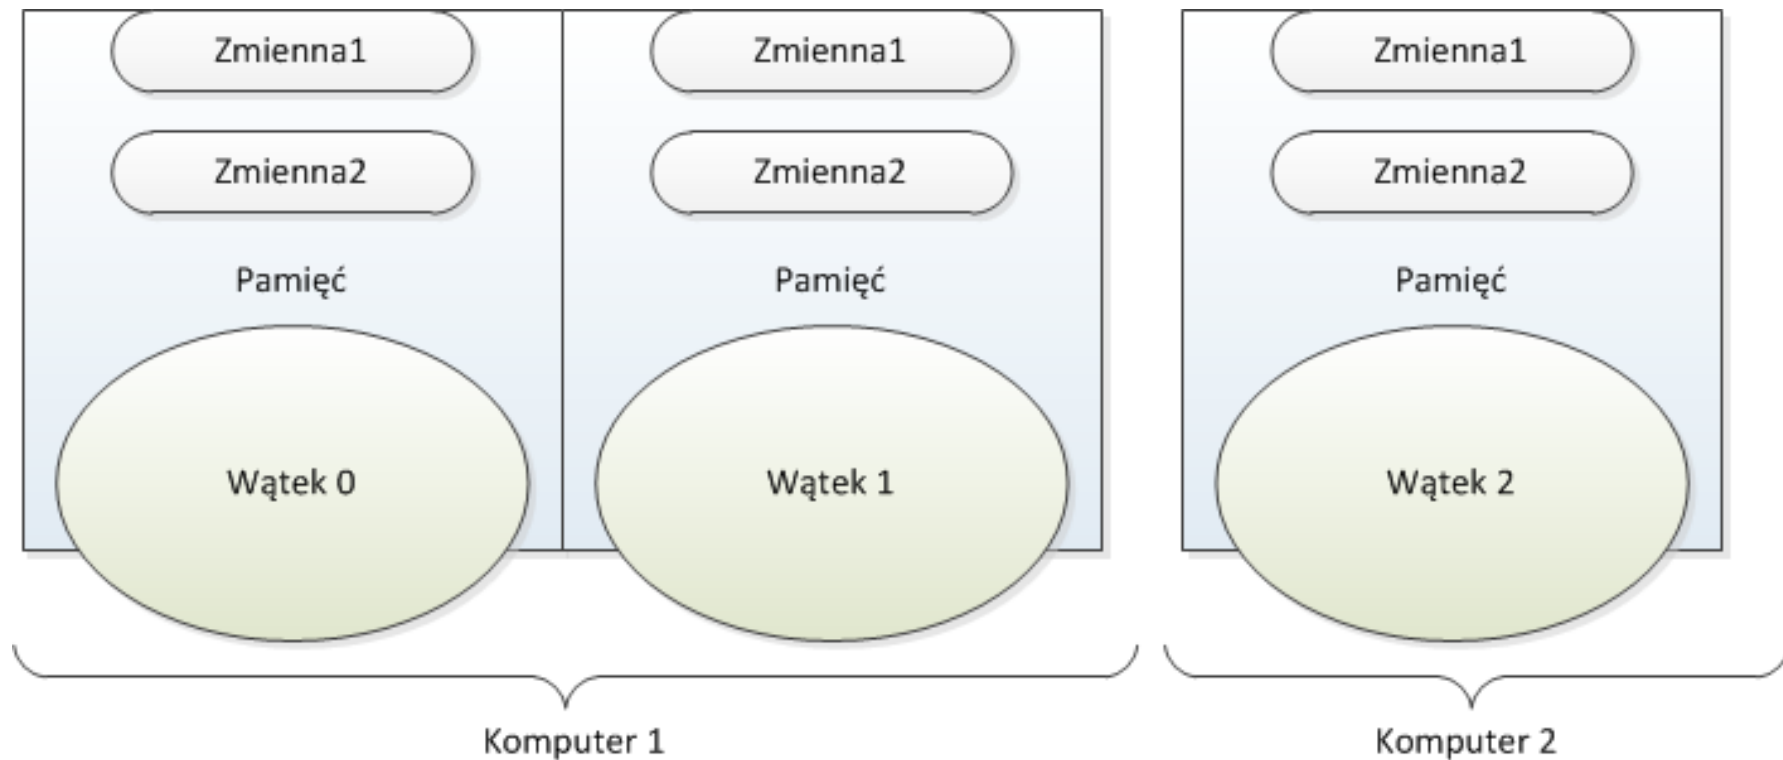 Zmienna1
Zmienna1
Zmienna1
Zmienna2
Zmienna2
Zmienna2
Pamięć
Pamięć
Pamięć
Wątek 0
Wątek 1
Wątek 2
Komputer 1
Komputer 2